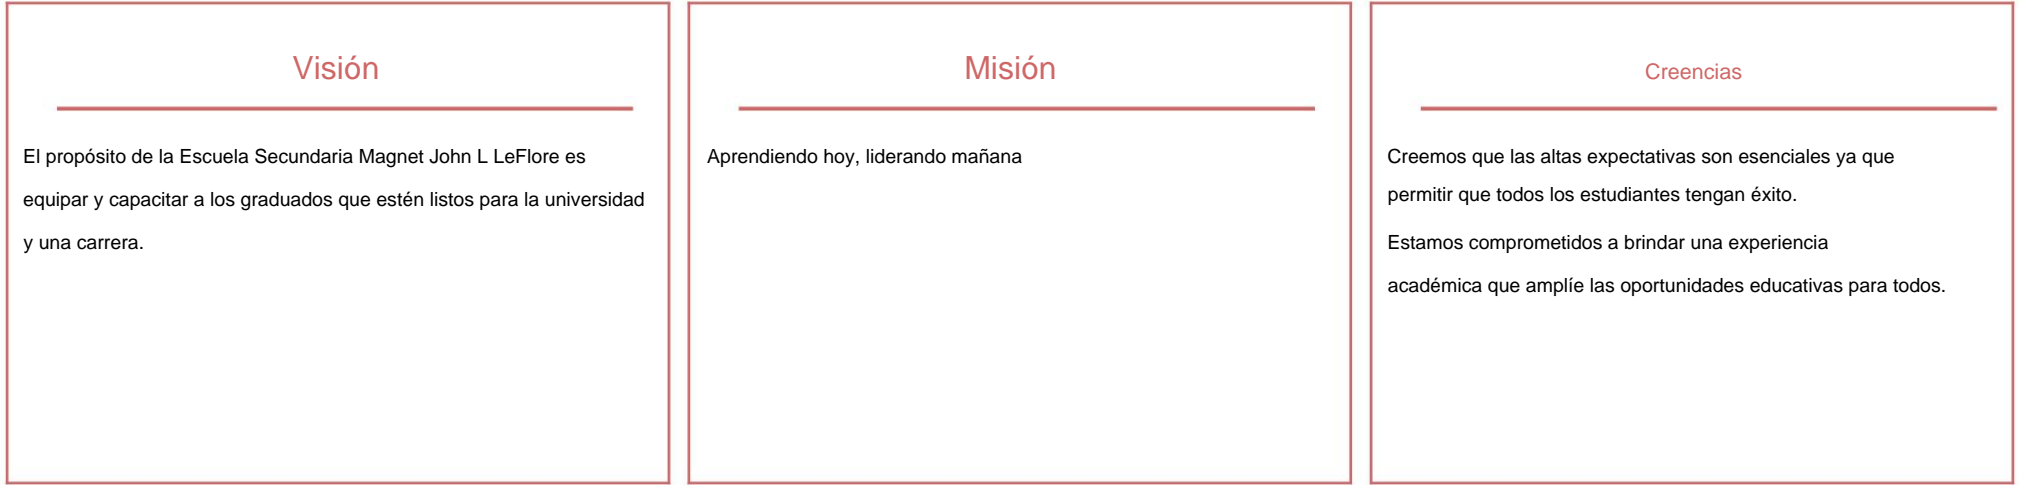 Visión
El propósito de la Escuela Secundaria Magnet John L LeFlore es
equipar y capacitar a los graduados que estén listos para la universidad
y una carrera.
Misión
Aprendiendo hoy, liderando mañana
Creencias
Creemos que las altas expectativas son esenciales ya que
permitir que todos los estudiantes tengan éxito.
Estamos comprometidos a brindar una experiencia
académica que amplíe las oportunidades educativas para todos.